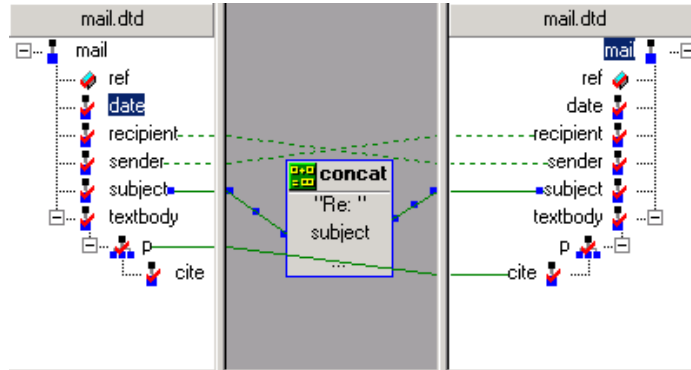 mail.dtd
mail
ref
date
recipient
sender
subject
textbody
p
cite
concat
"Re: "
subject
...
mail.dtd
mail
ref
date
recipient
sender
subject
textbody
p
cite